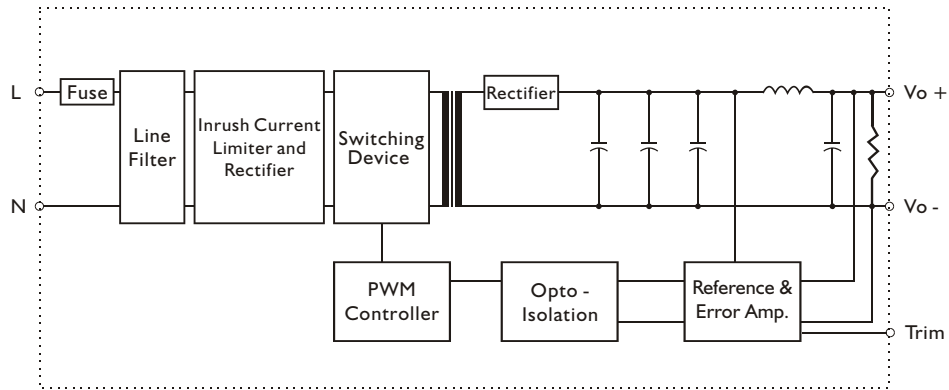 L
Fuse
Line
Filter
Inrush Current
Limiter and
Rectifier
Switching
Device
Rectifier
Vo +
N
Vo -
PWM
Controller
Opto -
Isolation
Reference &
Error Amp.
Trim